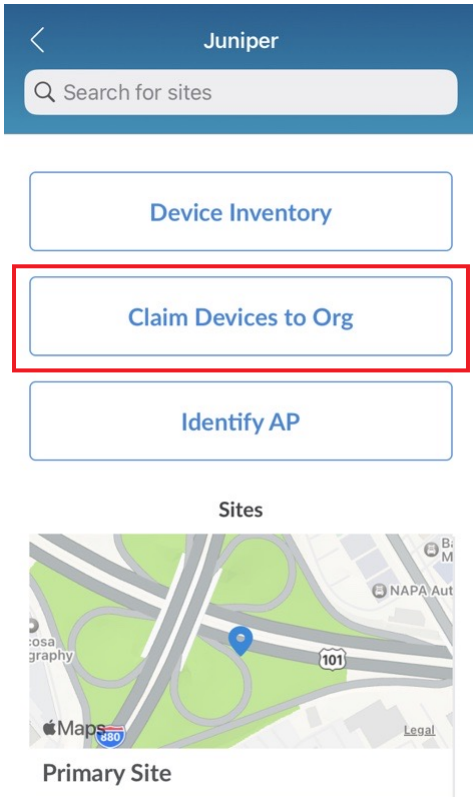 Juniper
Search for sites
Device Inventory
Claim Devices to Org
Identify AP
Sites
NAPA Aut
101
Maps
880
Legal
Primary Site